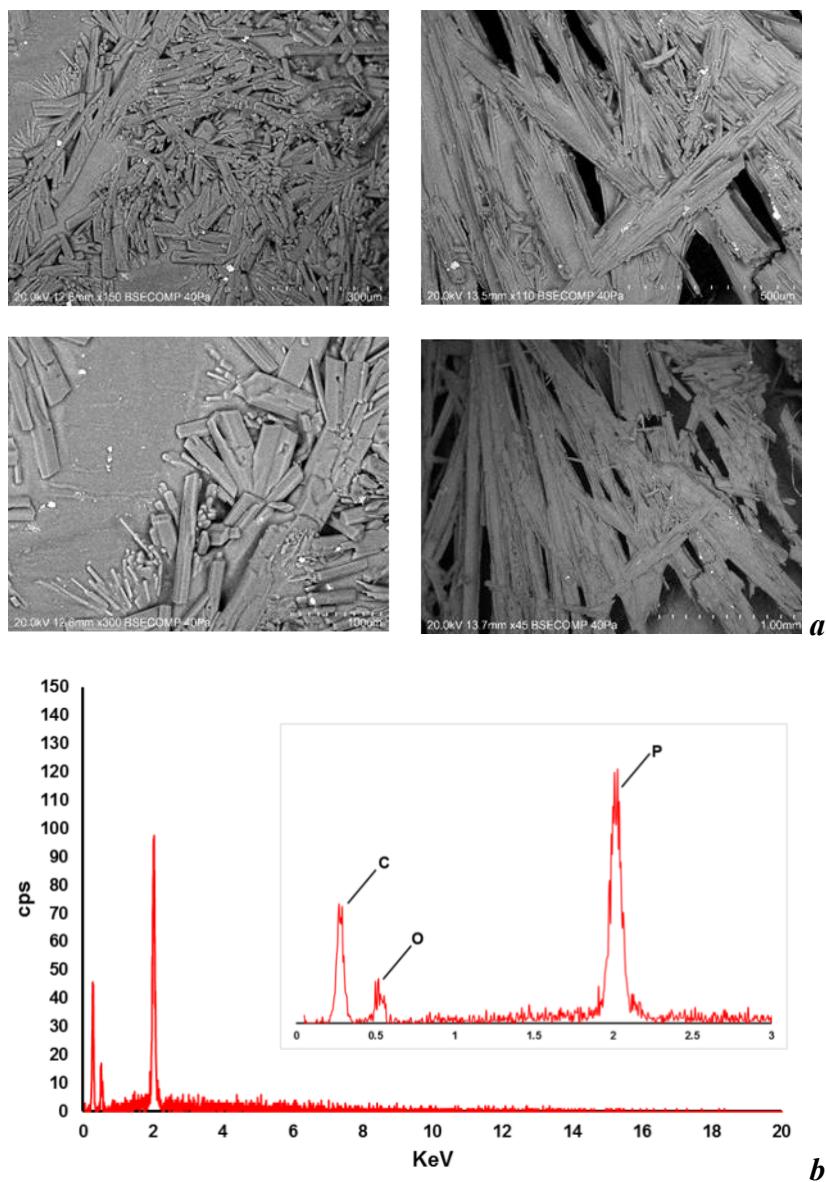 20.0kV 12.8mm x150 BSECOMP 40Pa 300um
20.0kV 13.5mm x110 BSECOMP 40Pa 500um
20.0kV 12.8mm x300 BSECOMP 40Pa 100um
20.0kV 13.7mm x45 BSECOMP 40Pa 1.00mm
a
150
140
130
120
110
100
90
80
70
60
50
40
30
20
10
0
cps
P
C
O
0 0.5 1 1.5 2 2.5 3
0 2 4 6 8 10 12 14 16 18 20
KeV
b